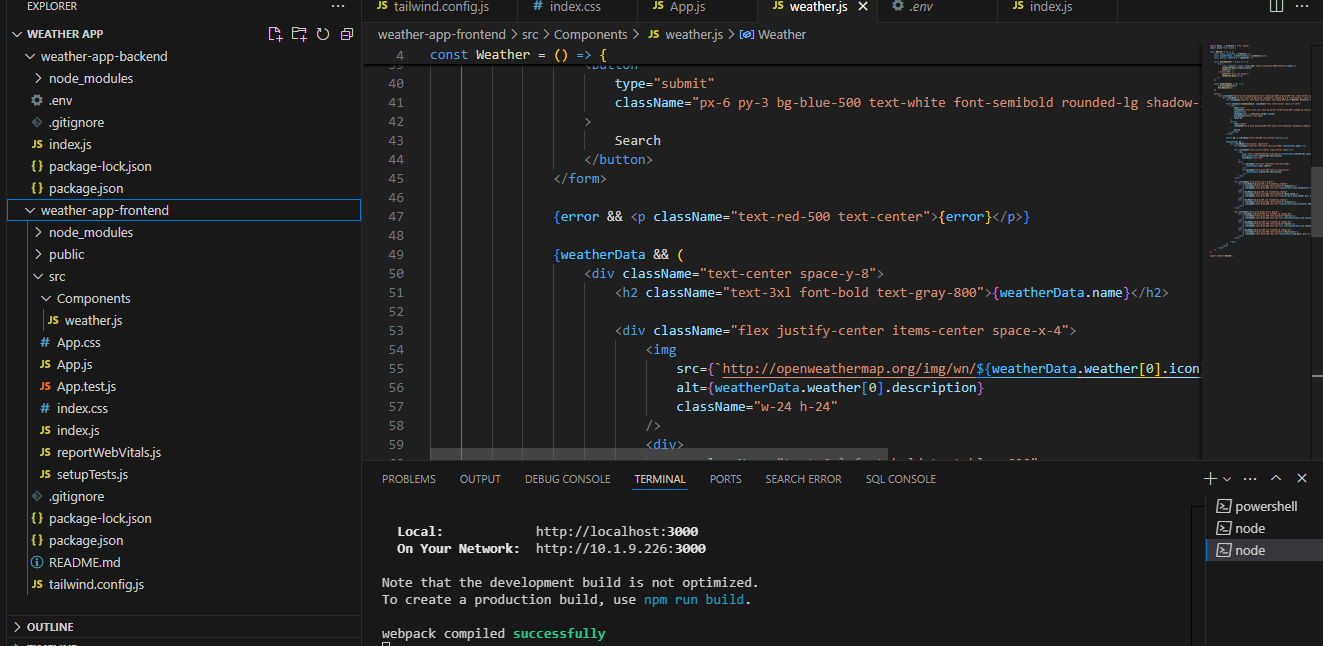 EXPLORER
WEATHER APP
weather-app-backend
node_modules
.env
.gitignore
JS index.js
{} package-lock.json
{} package.json
weather-app-frontend
node_modules
public
src
Components
JS weather.js
# App.css
JS App.js
JS App.test.js
# index.css
JS index.js
JS reportWebVitals.js
JS setupTests.js
.gitignore
{} package-lock.json
{} package.json
README.md
JS tailwind.config.js
OUTLINE
JS tailwind.config.js
# index.css
JS App.js
JS weather.js
.env
JS index.js
weather-app-frontend > src > Components > JS weather.js > Weather
4 const Weather = () => {
40 type="submit"
41 className="px-6 py-3 bg-blue-500 text-white font-semibold rounded-lg shadow-
42 >
43 Search
44 </button>
45 </form>
46
47 {error && <p className="text-red-500 text-center">{error}</p>}
48
49 {weatherData && (
50 <div className="text-center space-y-8">
51 <h2 className="text-3xl font-bold text-gray-800">{weatherData.name}</h2>
52
53 <div className="flex justify-center items-center space-x-4">
54 <img
55 src={`http://openweathermap.org/img/wn/${weatherData.weather[0].icon
56 alt={weatherData.weather[0].description}
57 className="w-24 h-24"
58 />
59 <div>
PROBLEMS
OUTPUT
DEBUG CONSOLE
TERMINAL
PORTS
SEARCH ERROR
SQL CONSOLE
Local: http://localhost:3000
On Your Network: http://10.1.9.226:3000
Note that the development build is not optimized.
To create a production build, use npm run build.
webpack compiled successfully
powershell
node
node